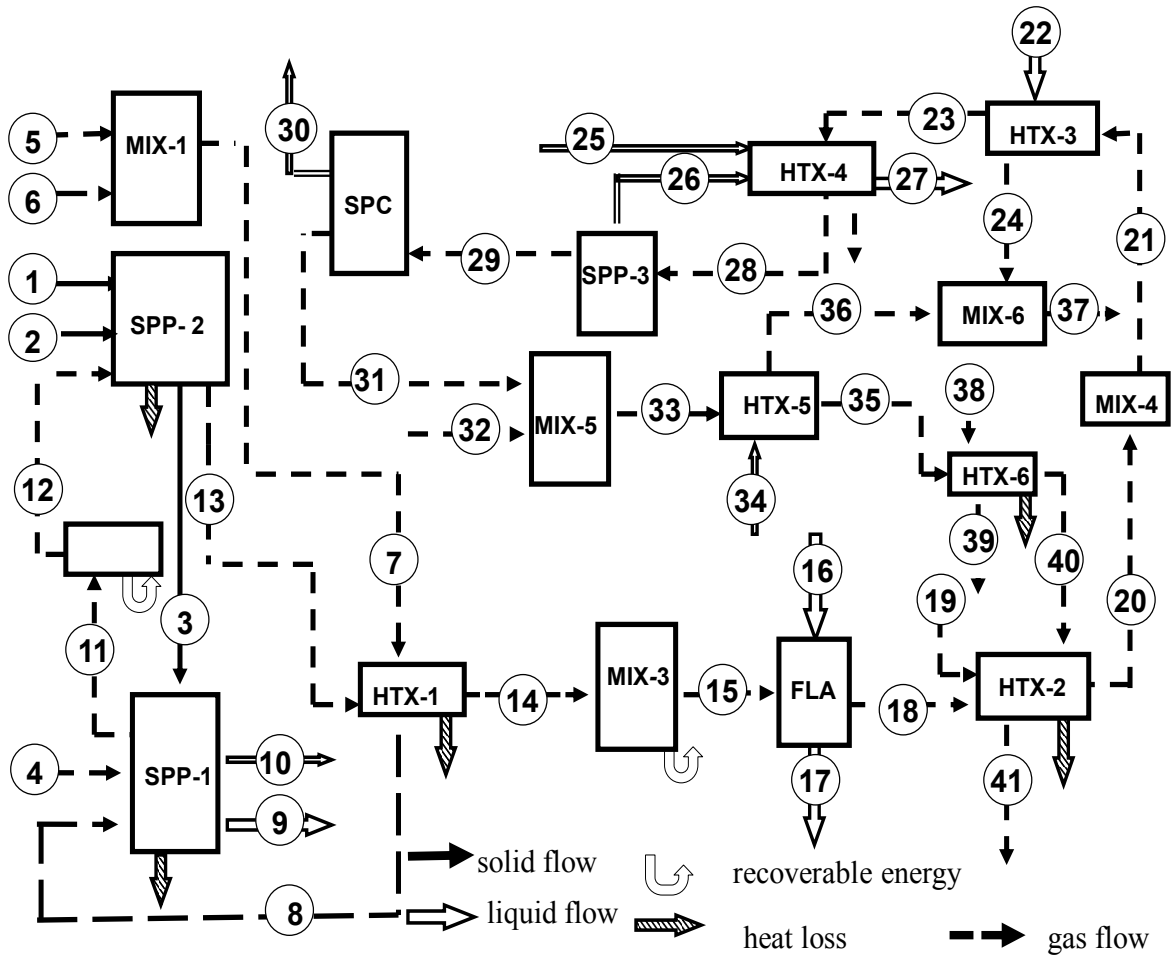 22
5
MIX-1
30
25
23
HTX-3
6
SPC
26
HTX-4
27
24
21
1
SPP- 2
29
SPP-3
28
36
MIX-6
37
2
31
MIX-5
33
HTX-5
35
38
MIX-4
32
HTX-6
12
13
34
39
40
7
16
19
20
3
11
HTX-1
14
MIX-3
15
FLA
18
HTX-2
4
SPP-1
10
17
41
9
solid flow
recoverable energy
8
liquid flow
heat loss
gas flow